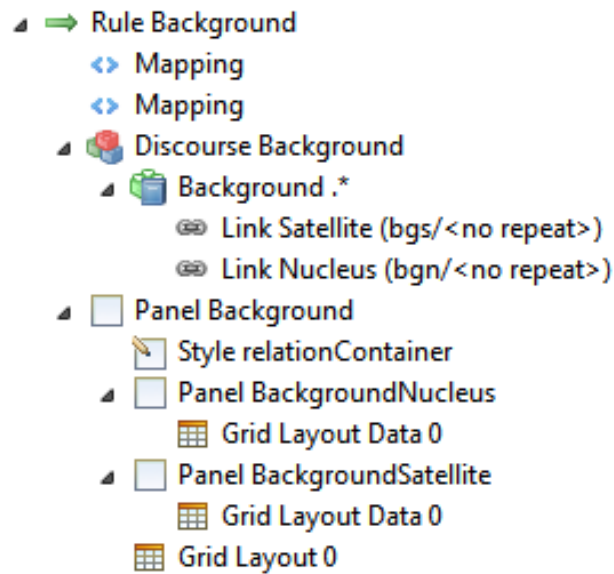 Rule Background
Mapping
Mapping
Discourse Background
Background .*
Link Satellite (bgs/<no repeat>)
Link Nucleus (bgn/<no repeat>)
Panel Background
Style relationContainer
Panel BackgroundNucleus
Grid Layout Data 0
Panel BackgroundSatellite
Grid Layout Data 0
Grid Layout 0